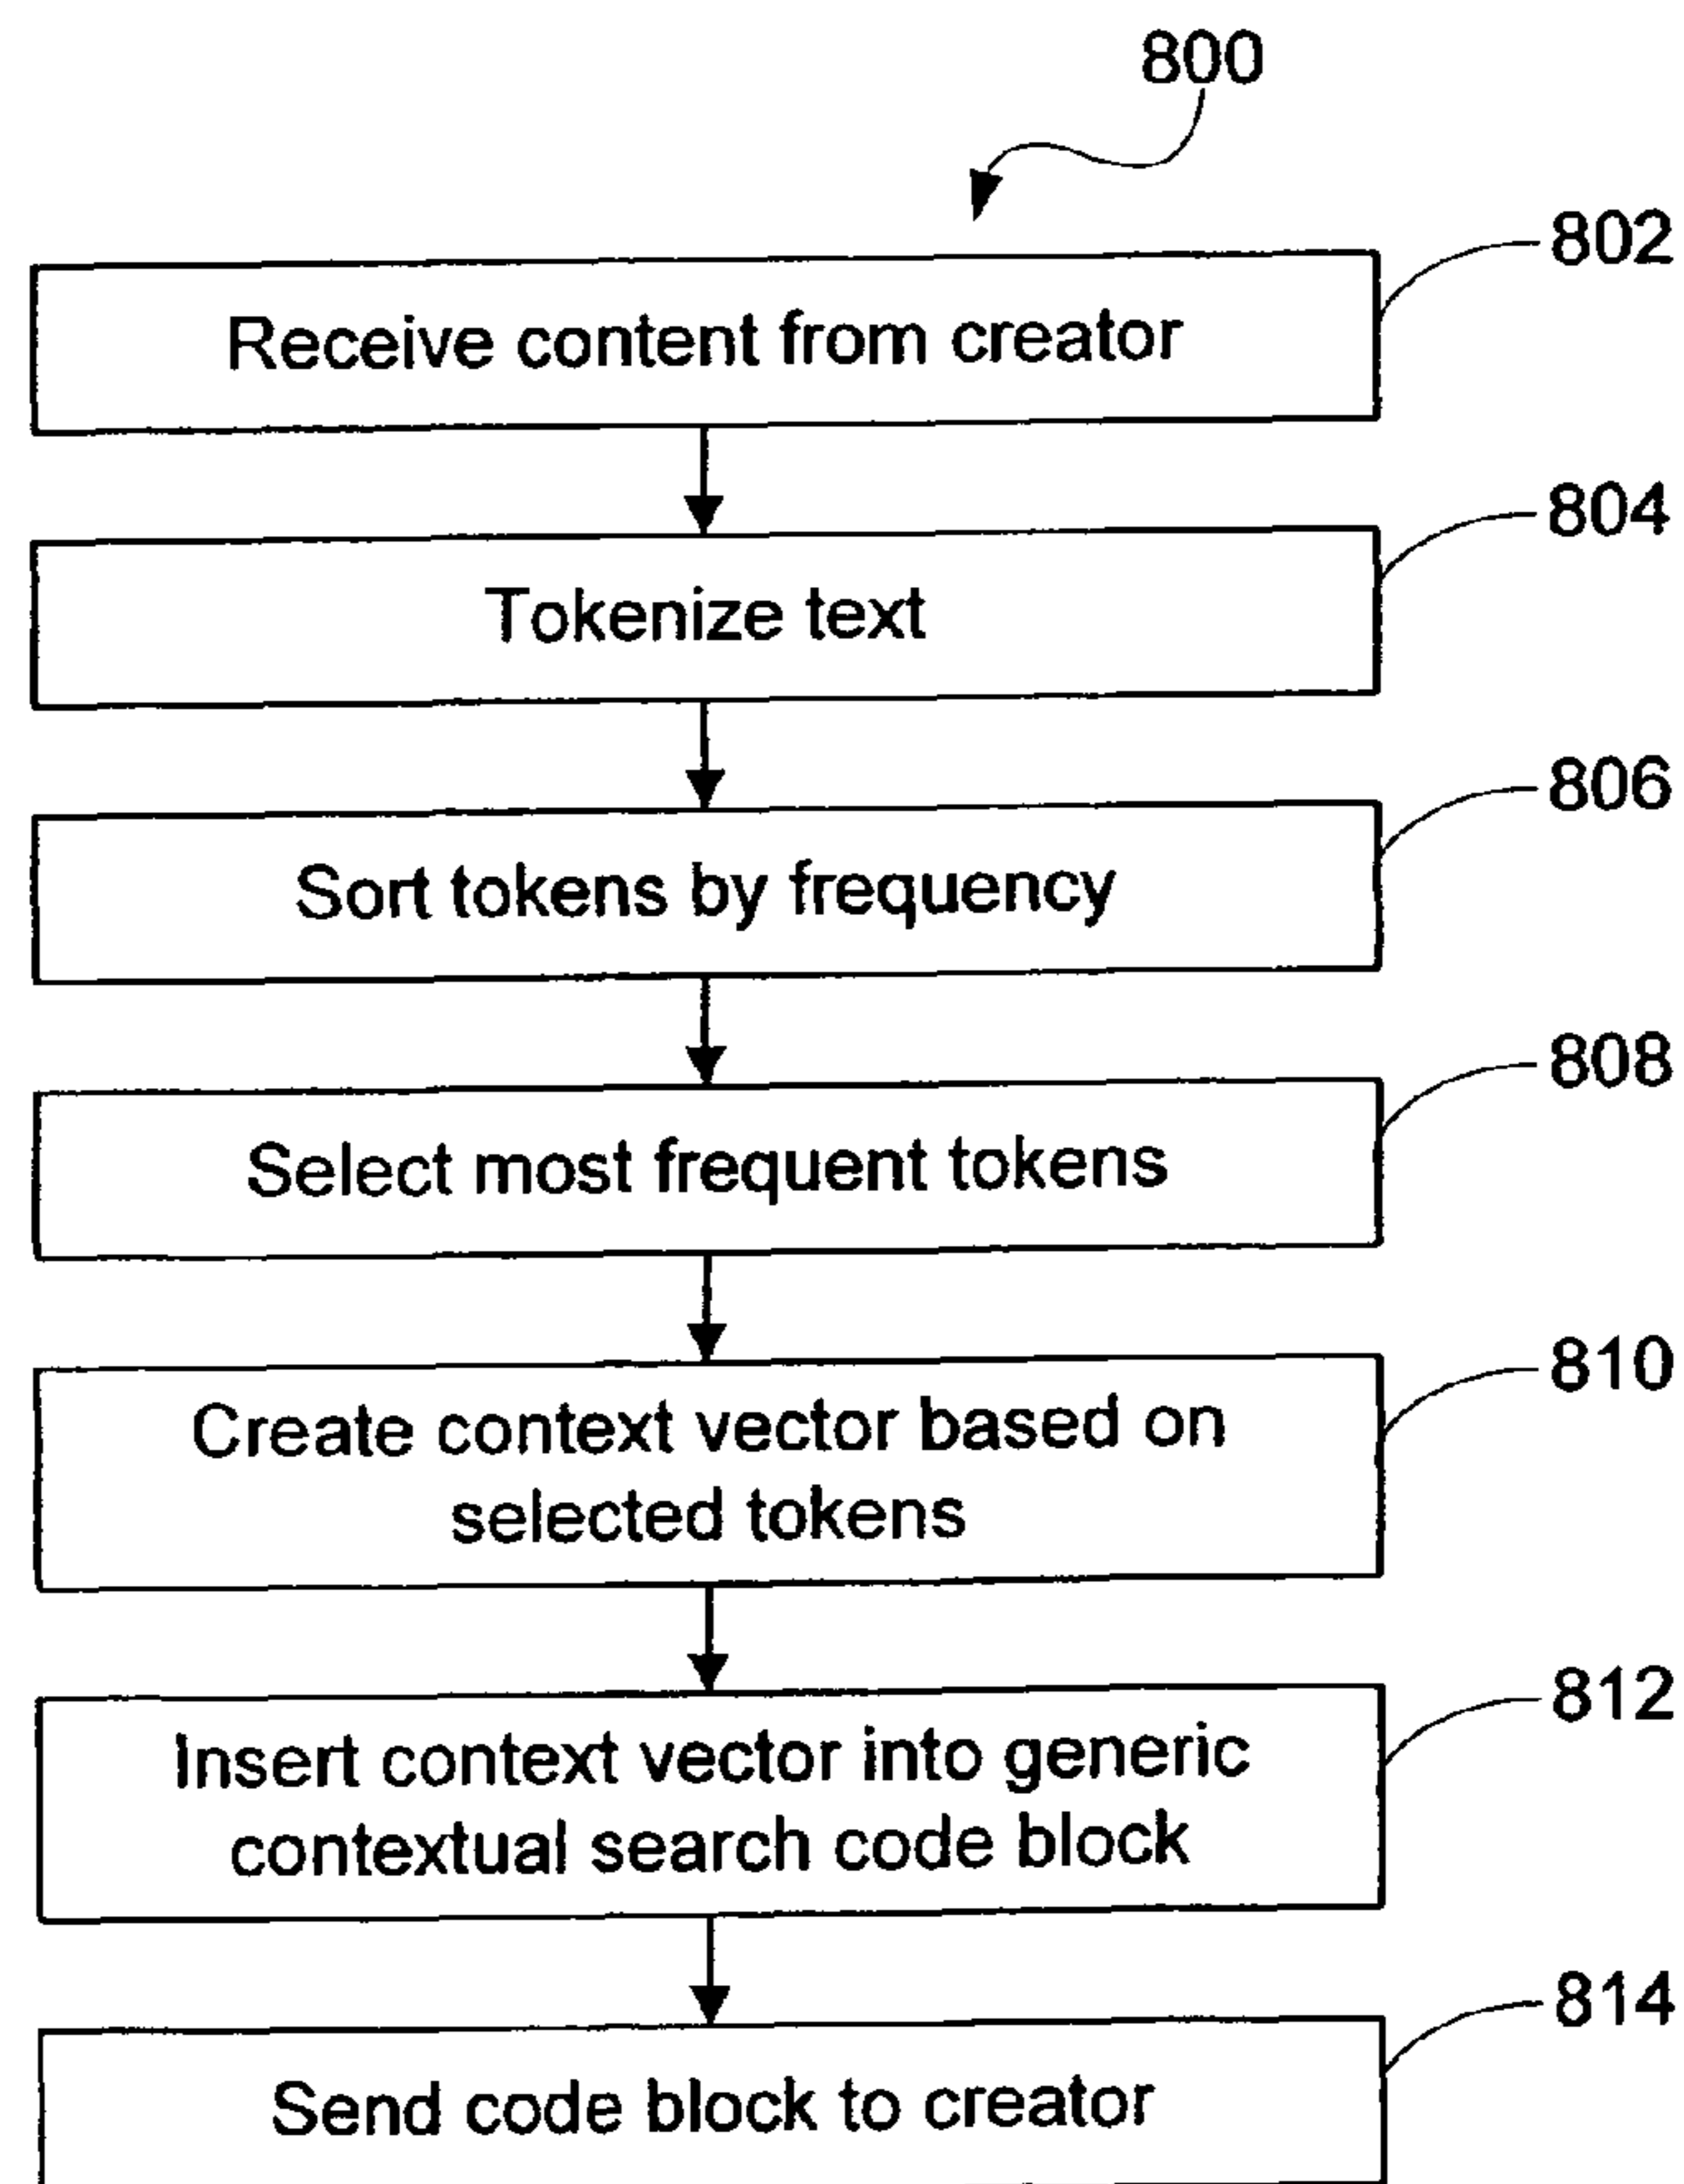 800
802
Receive content from creator
804
Tokenize text
806
Sort tokens by frequency
808
Select most frequent tokens
810
Create context vector based on
selected tokens
812
Insert context vector into generic
contextual search code block
814
Send code block to creator